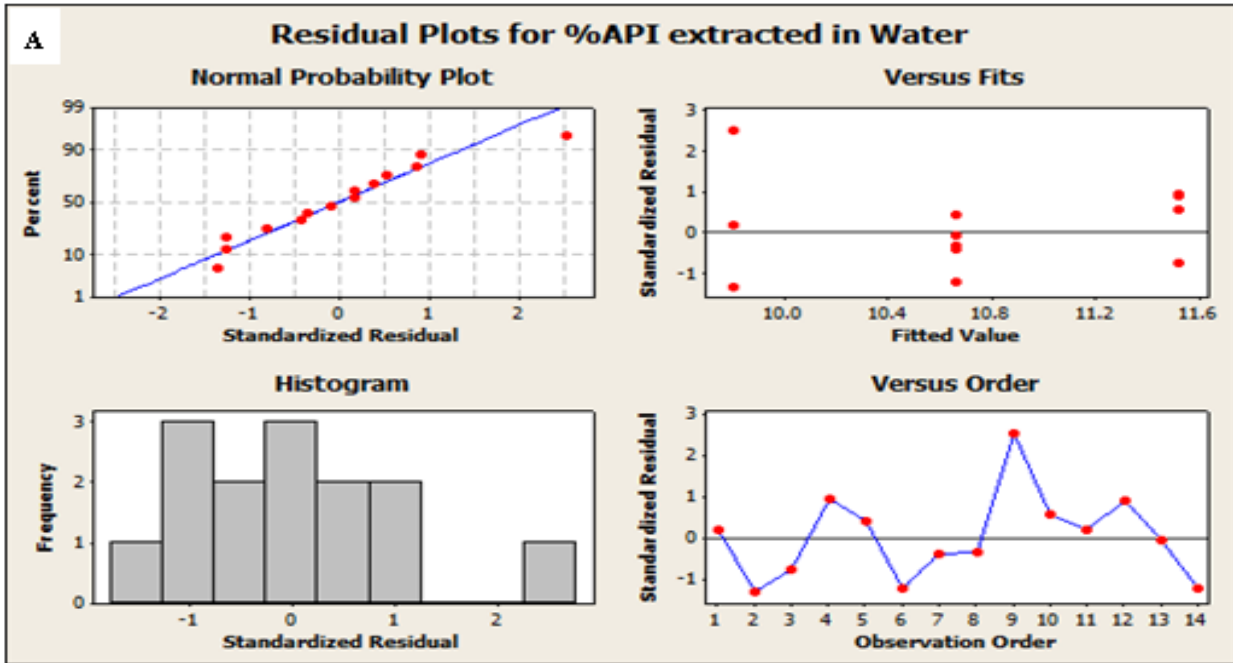 A
Residual Plots for %API extracted in Water
Normal Probability Plot
Percent
99
90
50
10
1
-2 -1 0 1 2
Standardized Residual
Versus Fits
Standardized Residual
3
2
1
0
-1
10.0 10.4 10.8 11.2 11.6
Fitted Value
Histogram
Frequency
3
2
1
0
-1 0 1 2
Standardized Residual
Versus Order
Standardized Residual
3
2
1
0
-1
1 2 3 4 5 6 7 8 9 10 11 12 13 14
Observation Order